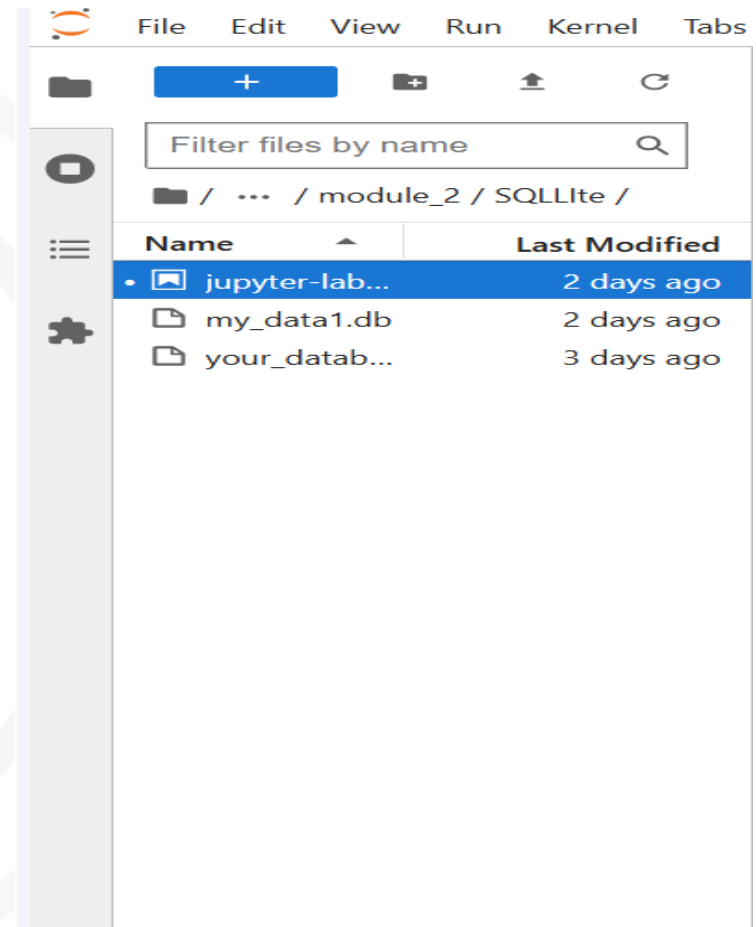 File Edit View Run Kernel Tabs
+
Filter files by name
/ ··· / module_2 / SQLLIte /
Name Last Modified
• jupyter-lab... 2 days ago
my_data1.db 2 days ago
your_datab... 3 days ago